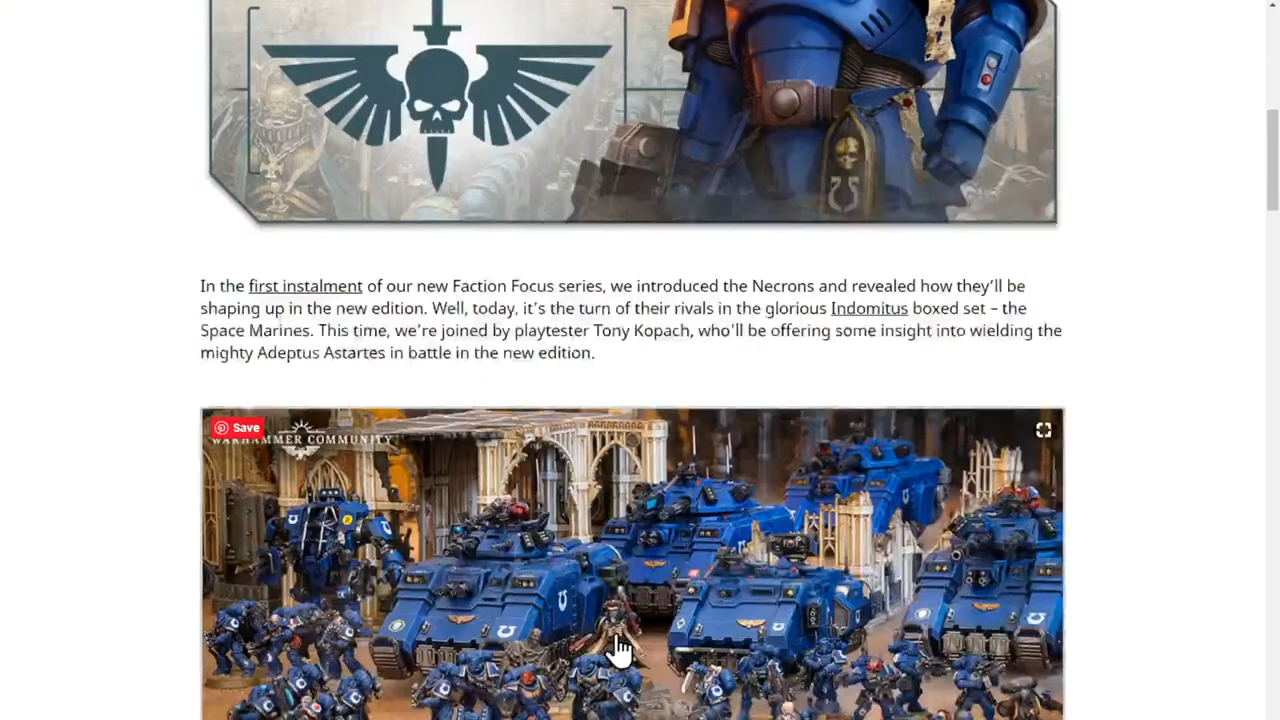 In the first instalment of our new Faction Focus series, we introduced the Necrons and revealed how they’ll be
shaping up in the new edition. Well, today, it’s the turn of their rivals in the glorious Indomitus boxed set – the
Space Marines. This time, we’re joined by playtester Tony Kopach, who’ll be offering some insight into wielding the
mighty Adeptus Astartes in battle in the new edition.
Save
WARHAMMER COMMUNITY